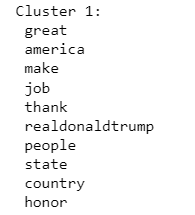 Cluster 1:
great
america
make
job
thank
realdonaldtrump
people
state
country
honor